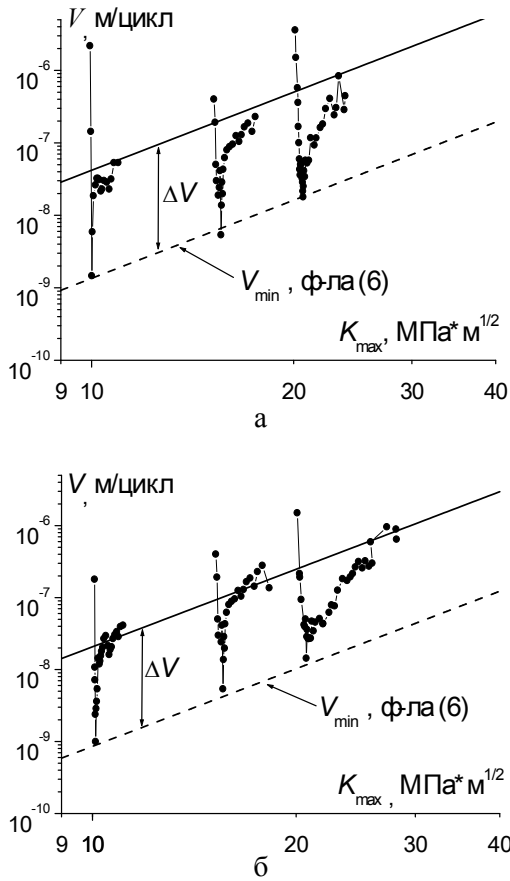 V, м/цикл
10⁻⁶
10⁻⁷
10⁻⁸
10⁻⁹
10⁻¹⁰
ΔV
V_min , ф-ла (6)
K_max, МПа*м^1/2
9 10 20 30 40
а
V, м/цикл
10⁻⁶
10⁻⁷
10⁻⁸
10⁻⁹
10⁻¹⁰
ΔV
V_min , ф-ла (6)
K_max , МПа*м^1/2
9 10 20 30 40
б